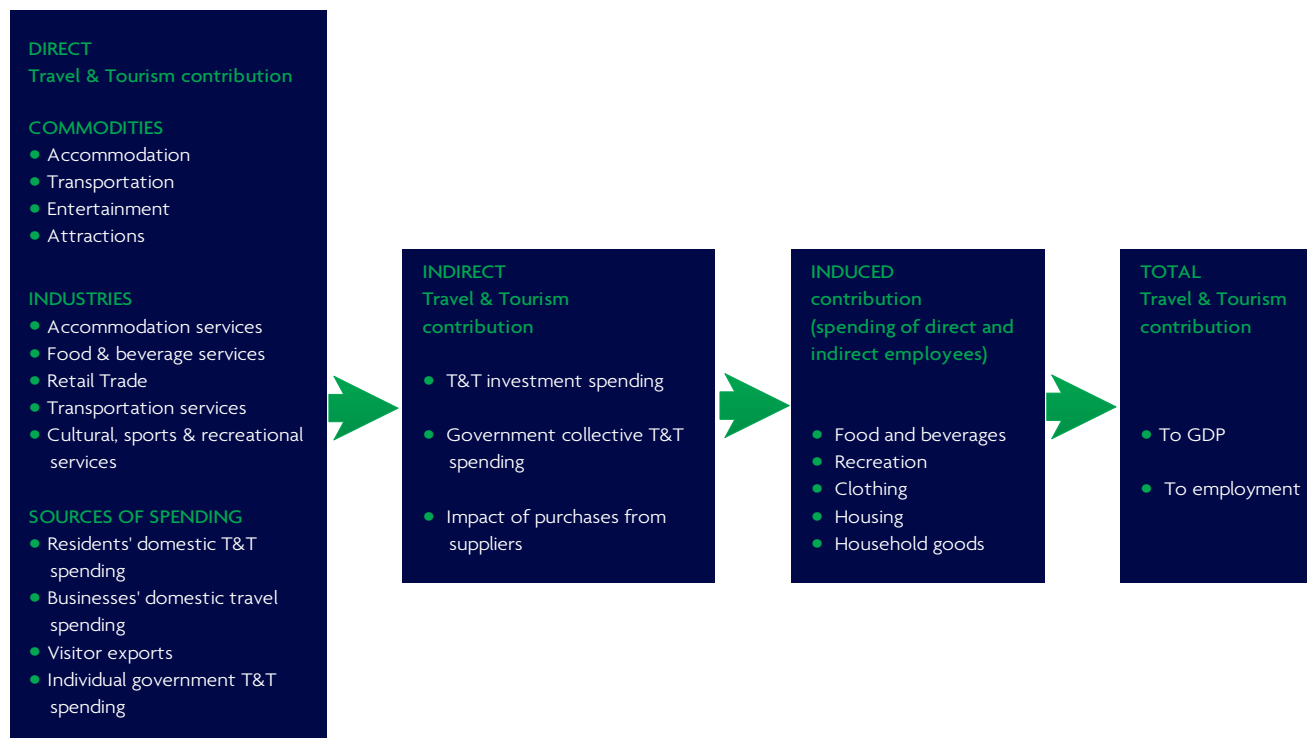 DIRECT
Travel & Tourism contribution
COMMODITIES
● Accommodation
● Transportation
● Entertainment
● Attractions
INDUSTRIES
● Accommodation services
● Food & beverage services
● Retail Trade
● Transportation services
● Cultural, sports & recreational
services
SOURCES OF SPENDING
● Residents' domestic T&T
spending
● Businesses' domestic travel
spending
● Visitor exports
● Individual government T&T
spending
INDIRECT
Travel & Tourism
contribution
● T&T investment spending
● Government collective T&T
spending
● Impact of purchases from
suppliers
INDUCED
contribution
(spending of direct and
indirect employees)
● Food and beverages
● Recreation
● Clothing
● Housing
● Household goods
TOTAL
Travel & Tourism
contribution
● To GDP
● To employment